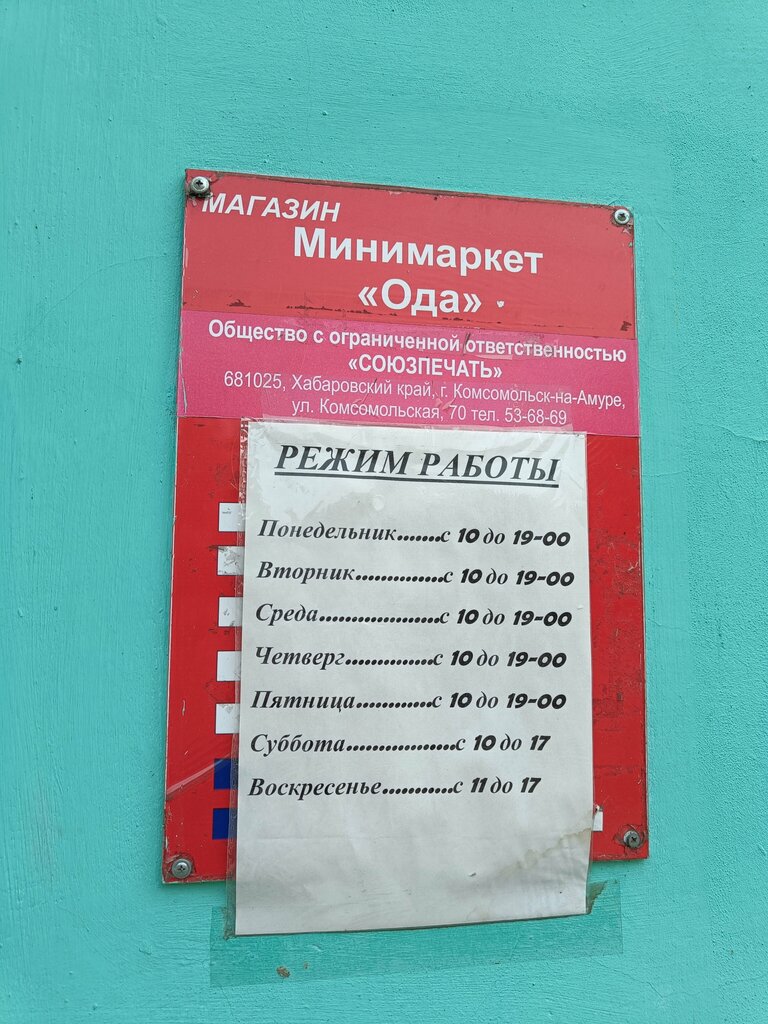 МАГАЗИН
Минимаркет
«Ода»
Общество с ограниченной ответственностью
«СОЮЗПЕЧАТЬ»
681025, Хабаровский край, г. Комсомольск-на-Амуре,
ул. Комсомольская, 70 тел. 53-68-69
РЕЖИМ РАБОТЫ
Понедельник.......с 10 до 19-00
Вторник...............с 10 до 19-00
Среда....................с 10 до 19-00
Четверг...............с 10 до 19-00
Пятница.............с 10 до 19-00
Суббота..................с 10 до 17
Воскресенье............с 11 до 17